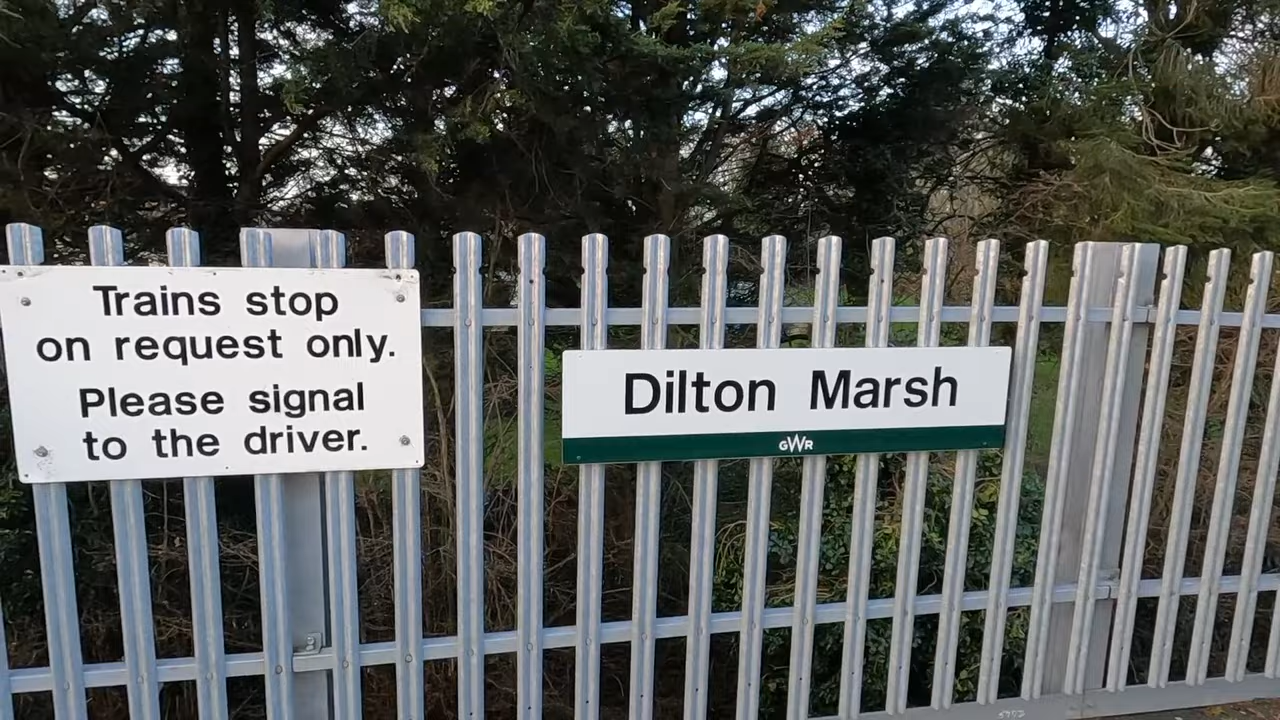 Trains stop
on request only.
Please signal
to the driver.
Dilton Marsh
GWR